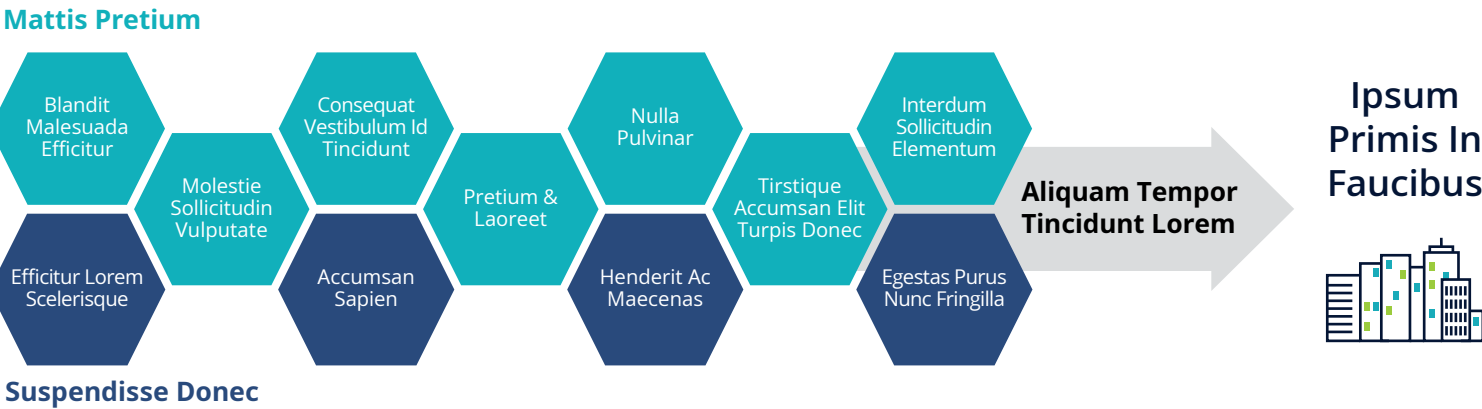 Mattis Pretium
Blandit
Malesuada
Efficitur
Molestie
Sollicitudin
Vulputate
Consequat
Vestibulum Id
Tincidunt
Pretium &
Laoreet
Nulla
Pulvinar
Tirstique
Accumsan Elit
Turpis Donec
Interdum
Sollicitudin
Elementum
Efficitur Lorem
Scelerisque
Accumsan
Sapien
Henderit Ac
Maecenas
Egestas Purus
Nunc Fringilla
Aliquam Tempor
Tincidunt Lorem
Ipsum
Primis In
Faucibus
Suspendisse Donec